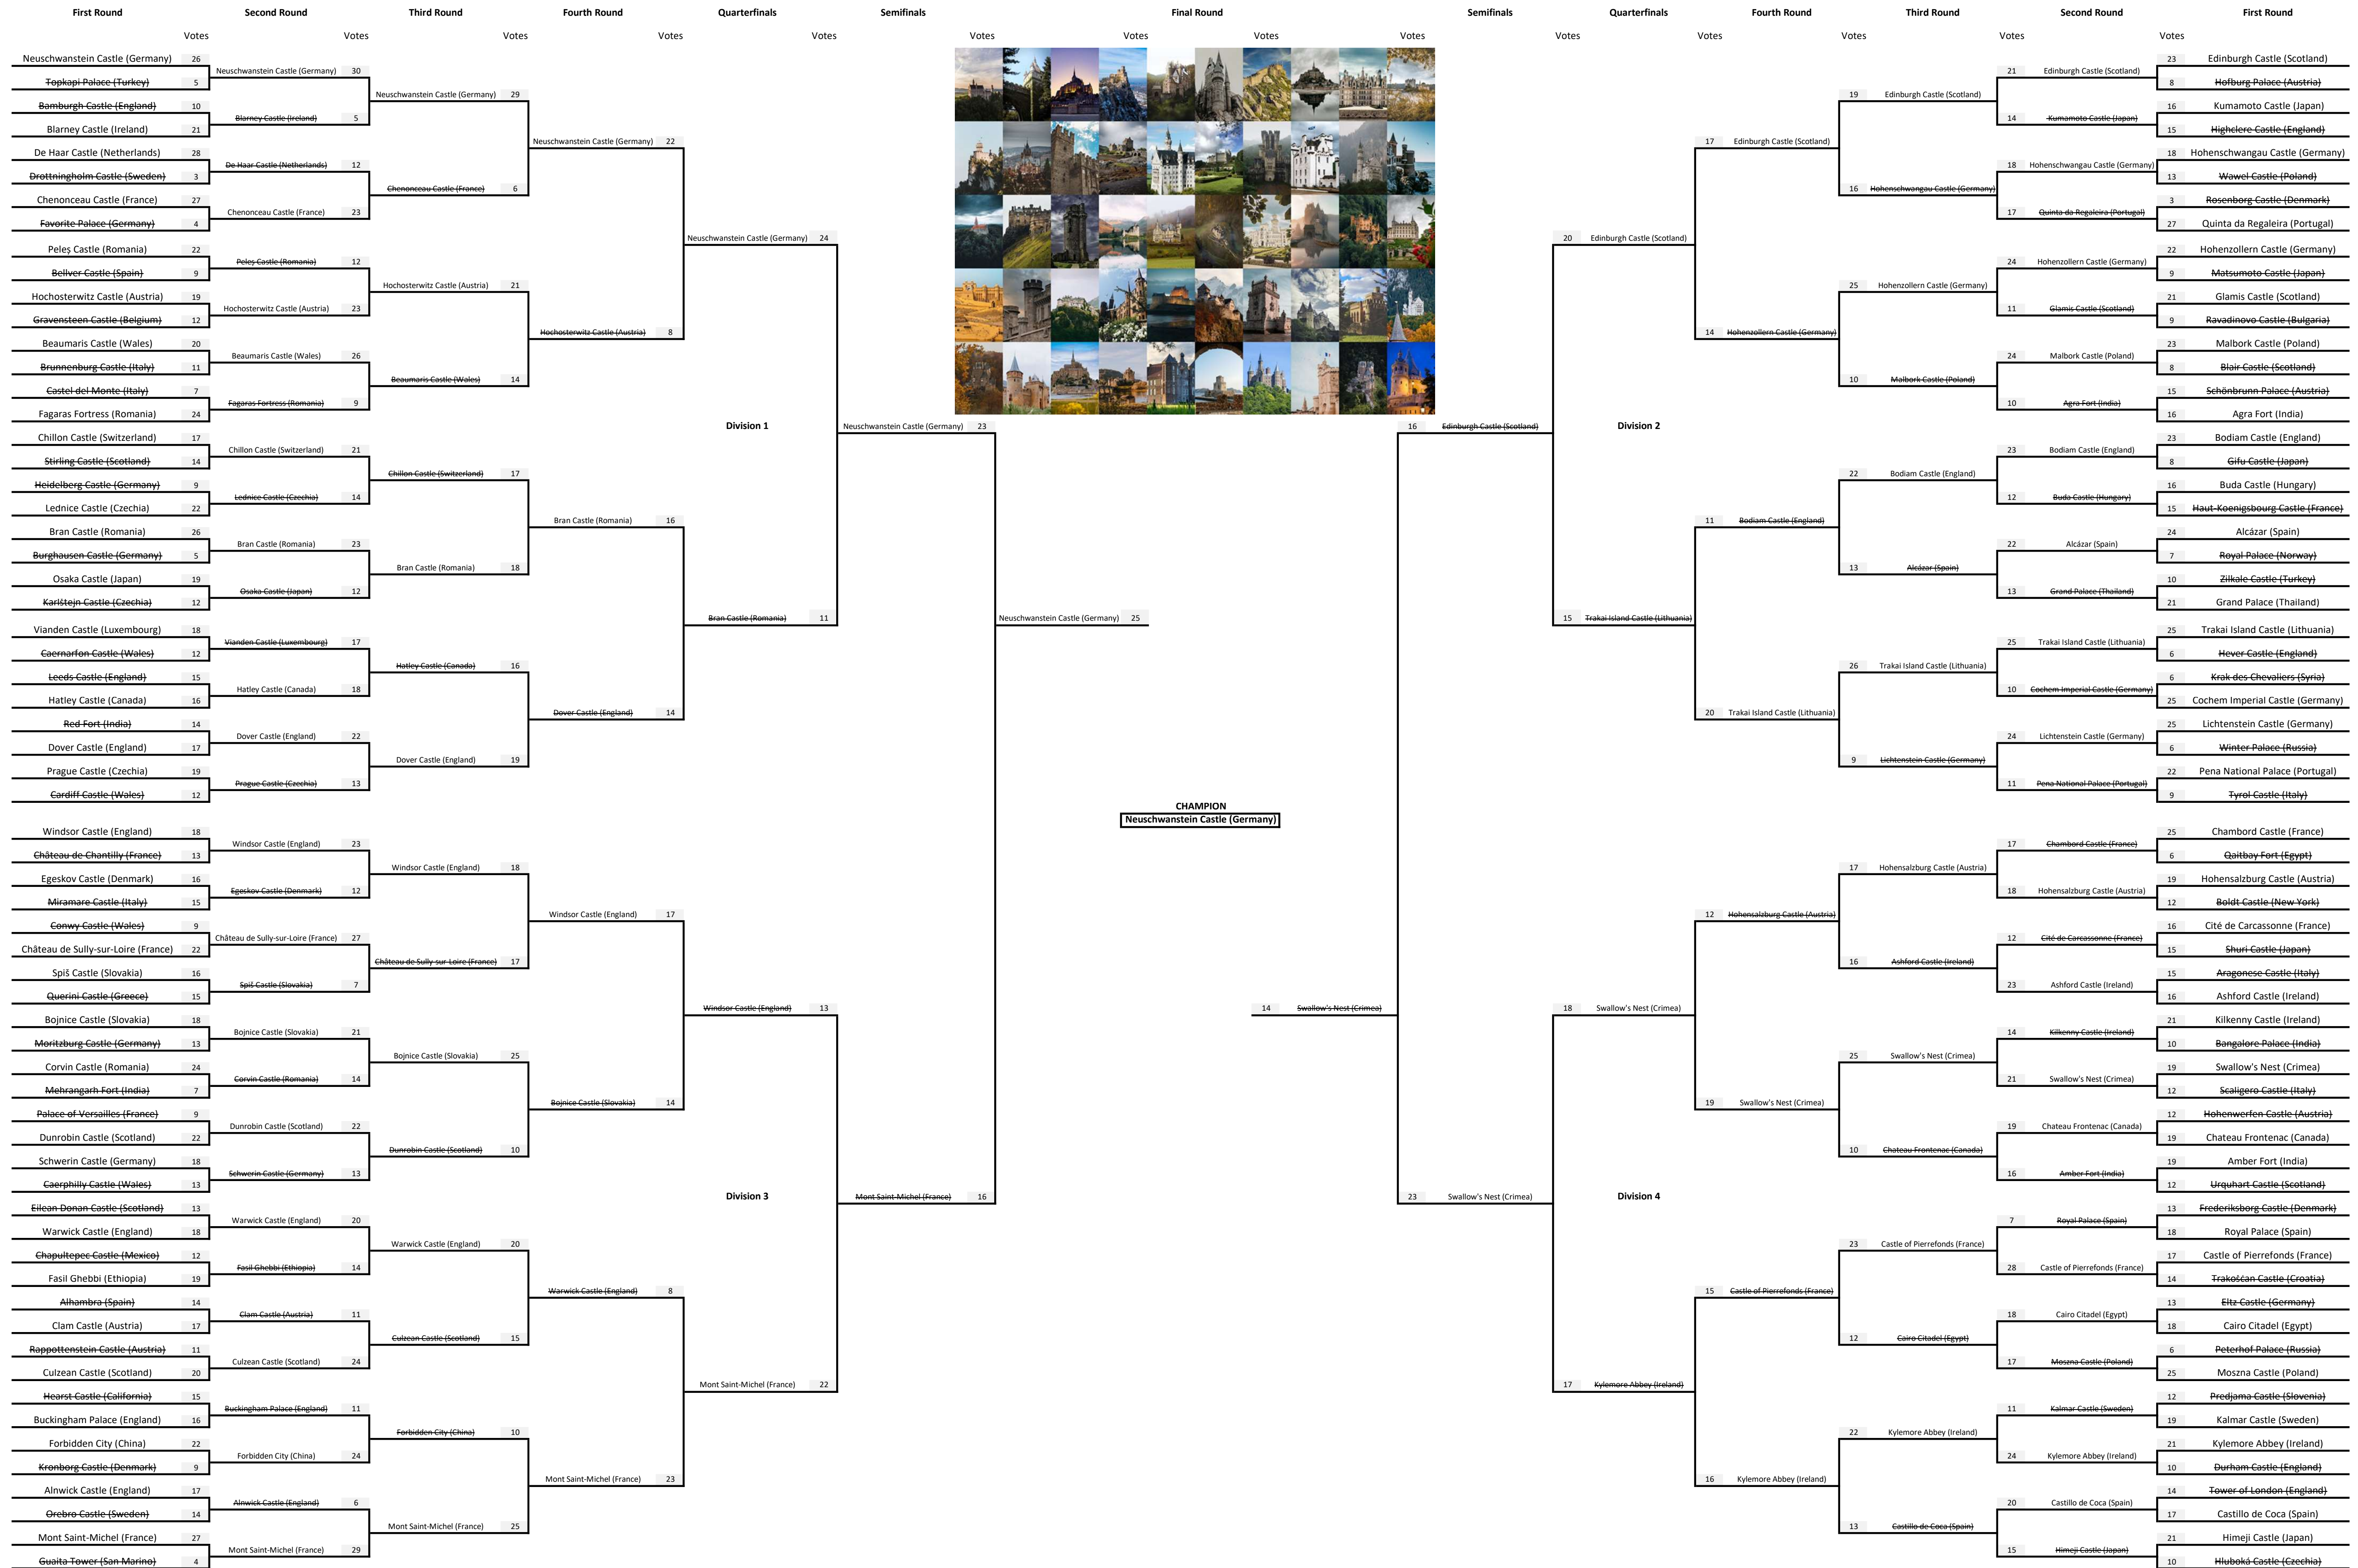 First Round Second Round Third Round Fourth Round Quarterfinals Semifinals Final Round Semifinals Quarterfinals Fourth Round Third Round Second Round First Round
Votes Votes Votes Votes Votes Votes Votes Votes Votes Votes Votes Votes Votes Votes
Neuschwanstein Castle (Germany) 26
Topkapi Palace (Turkey) 5
Bamburgh Castle (England) 10
Blarney Castle (Ireland) 21
De Haar Castle (Netherlands) 28
Drottningholm Castle (Sweden) 3
Chenonceau Castle (France) 27
Favorite Palace (Germany) 4
Peleș Castle (Romania) 22
Bellver Castle (Spain) 9
Hochosterwitz Castle (Austria) 19
Gravensteen Castle (Belgium) 12
Beaumaris Castle (Wales) 20
Brunnenburg Castle (Italy) 11
Castel del Monte (Italy) 7
Fagaras Fortress (Romania) 24
Chillon Castle (Switzerland) 17
Stirling Castle (Scotland) 14
Heidelberg Castle (Germany) 9
Lednice Castle (Czechia) 22
Bran Castle (Romania) 26
Burghausen Castle (Germany) 5
Osaka Castle (Japan) 19
Karlštejn Castle (Czechia) 12
Vianden Castle (Luxembourg) 18
Caernarfon Castle (Wales) 12
Leeds Castle (England) 15
Hatley Castle (Canada) 16
Red Fort (India) 14
Dover Castle (England) 17
Prague Castle (Czechia) 19
Cardiff Castle (Wales) 12
Windsor Castle (England) 18
Château de Chantilly (France) 13
Egeskov Castle (Denmark) 16
Miramare Castle (Italy) 15
Conwy Castle (Wales) 9
Château de Sully-sur-Loire (France) 22
Spiš Castle (Slovakia) 16
Querini Castle (Greece) 15
Bojnice Castle (Slovakia) 18
Moritzburg Castle (Germany) 13
Corvin Castle (Romania) 24
Mehrangarh Fort (India) 7
Palace of Versailles (France) 9
Dunrobin Castle (Scotland) 22
Schwerin Castle (Germany) 18
Caerphilly Castle (Wales) 13
Eilean Donan Castle (Scotland) 13
Warwick Castle (England) 18
Chapultepec Castle (Mexico) 12
Fasil Ghebbi (Ethiopia) 19
Alhambra (Spain) 14
Clam Castle (Austria) 17
Rappottenstein Castle (Austria) 11
Culzean Castle (Scotland) 20
Hearst Castle (California) 15
Buckingham Palace (England) 16
Forbidden City (China) 22
Kronborg Castle (Denmark) 9
Alnwick Castle (England) 17
Orebro Castle (Sweden) 14
Mont Saint-Michel (France) 27
Guaita Tower (San Marino) 4
Neuschwanstein Castle (Germany) 30
Blarney Castle (Ireland) 5
De Haar Castle (Netherlands) 12
Chenonceau Castle (France) 23
Peleș Castle (Romania) 12
Hochosterwitz Castle (Austria) 23
Beaumaris Castle (Wales) 26
Fagaras Fortress (Romania) 9
Chillon Castle (Switzerland) 21
Lednice Castle (Czechia) 14
Bran Castle (Romania) 23
Osaka Castle (Japan) 12
Vianden Castle (Luxembourg) 17
Hatley Castle (Canada) 18
Dover Castle (England) 22
Prague Castle (Czechia) 13
Windsor Castle (England) 23
Egeskov Castle (Denmark) 12
Château de Sully-sur-Loire (France) 27
Spiš Castle (Slovakia) 7
Bojnice Castle (Slovakia) 21
Corvin Castle (Romania) 14
Dunrobin Castle (Scotland) 22
Schwerin Castle (Germany) 13
Warwick Castle (England) 20
Fasil Ghebbi (Ethiopia) 14
Clam Castle (Austria) 11
Culzean Castle (Scotland) 24
Buckingham Palace (England) 11
Forbidden City (China) 24
Alnwick Castle (England) 6
Mont Saint-Michel (France) 29
Neuschwanstein Castle (Germany) 29
Chenonceau Castle (France) 6
Hochosterwitz Castle (Austria) 21
Beaumaris Castle (Wales) 14
Chillon Castle (Switzerland) 17
Bran Castle (Romania) 18
Hatley Castle (Canada) 16
Dover Castle (England) 19
Windsor Castle (England) 18
Château de Sully-sur-Loire (France) 17
Bojnice Castle (Slovakia) 25
Dunrobin Castle (Scotland) 10
Warwick Castle (England) 20
Culzean Castle (Scotland) 15
Forbidden City (China) 10
Mont Saint-Michel (France) 25
Neuschwanstein Castle (Germany) 22
Hochosterwitz Castle (Austria) 8
Bran Castle (Romania) 16
Dover Castle (England) 14
Windsor Castle (England) 17
Bojnice Castle (Slovakia) 14
Warwick Castle (England) 8
Mont Saint-Michel (France) 23
Neuschwanstein Castle (Germany) 24
Division 1
Bran Castle (Romania) 11
Windsor Castle (England) 13
Division 3
Mont Saint-Michel (France) 22
Neuschwanstein Castle (Germany) 23
Mont Saint-Michel (France) 16
Neuschwanstein Castle (Germany) 25
CHAMPION
Neuschwanstein Castle (Germany)
14 Swallow's Nest (Crimea)
16 Edinburgh Castle (Scotland)
23 Swallow's Nest (Crimea)
20 Edinburgh Castle (Scotland)
Division 2
15 Trakai Island Castle (Lithuania)
18 Swallow's Nest (Crimea)
Division 4
17 Kylemore Abbey (Ireland)
17 Edinburgh Castle (Scotland)
14 Hohenzollern Castle (Germany)
11 Bodiam Castle (England)
20 Trakai Island Castle (Lithuania)
12 Hohensalzburg Castle (Austria)
19 Swallow's Nest (Crimea)
15 Castle of Pierrefonds (France)
16 Kylemore Abbey (Ireland)
19 Edinburgh Castle (Scotland)
16 Hohenschwangau Castle (Germany)
25 Hohenzollern Castle (Germany)
10 Malbork Castle (Poland)
22 Bodiam Castle (England)
13 Alcázar (Spain)
26 Trakai Island Castle (Lithuania)
9 Lichtenstein Castle (Germany)
17 Hohensalzburg Castle (Austria)
16 Ashford Castle (Ireland)
25 Swallow's Nest (Crimea)
10 Chateau Frontenac (Canada)
23 Castle of Pierrefonds (France)
12 Cairo Citadel (Egypt)
22 Kylemore Abbey (Ireland)
13 Castillo de Coca (Spain)
21 Edinburgh Castle (Scotland)
14 Kumamoto Castle (Japan)
18 Hohenschwangau Castle (Germany)
17 Quinta da Regaleira (Portugal)
24 Hohenzollern Castle (Germany)
11 Glamis Castle (Scotland)
24 Malbork Castle (Poland)
10 Agra Fort (India)
23 Bodiam Castle (England)
12 Buda Castle (Hungary)
22 Alcázar (Spain)
13 Grand Palace (Thailand)
25 Trakai Island Castle (Lithuania)
10 Cochem Imperial Castle (Germany)
24 Lichtenstein Castle (Germany)
11 Pena National Palace (Portugal)
17 Chambord Castle (France)
18 Hohensalzburg Castle (Austria)
12 Cité de Carcassonne (France)
23 Ashford Castle (Ireland)
14 Kilkenny Castle (Ireland)
21 Swallow's Nest (Crimea)
19 Chateau Frontenac (Canada)
16 Amber Fort (India)
7 Royal Palace (Spain)
28 Castle of Pierrefonds (France)
18 Cairo Citadel (Egypt)
17 Moszna Castle (Poland)
11 Kalmar Castle (Sweden)
24 Kylemore Abbey (Ireland)
20 Castillo de Coca (Spain)
15 Himeji Castle (Japan)
23 Edinburgh Castle (Scotland)
8 Hofburg Palace (Austria)
16 Kumamoto Castle (Japan)
15 Highclere Castle (England)
18 Hohenschwangau Castle (Germany)
13 Wawel Castle (Poland)
3 Rosenborg Castle (Denmark)
27 Quinta da Regaleira (Portugal)
22 Hohenzollern Castle (Germany)
9 Matsumoto Castle (Japan)
21 Glamis Castle (Scotland)
9 Ravadinovo Castle (Bulgaria)
23 Malbork Castle (Poland)
8 Blair Castle (Scotland)
15 Schönbrunn Palace (Austria)
16 Agra Fort (India)
23 Bodiam Castle (England)
8 Gifu Castle (Japan)
16 Buda Castle (Hungary)
15 Haut-Koenigsbourg Castle (France)
24 Alcázar (Spain)
7 Royal Palace (Norway)
10 Zilkale Castle (Turkey)
21 Grand Palace (Thailand)
25 Trakai Island Castle (Lithuania)
6 Hever Castle (England)
6 Krak des Chevaliers (Syria)
25 Cochem Imperial Castle (Germany)
25 Lichtenstein Castle (Germany)
6 Winter Palace (Russia)
22 Pena National Palace (Portugal)
9 Tyrol Castle (Italy)
25 Chambord Castle (France)
6 Qaitbay Fort (Egypt)
19 Hohensalzburg Castle (Austria)
12 Boldt Castle (New York)
16 Cité de Carcassonne (France)
15 Shuri Castle (Japan)
15 Aragonese Castle (Italy)
16 Ashford Castle (Ireland)
21 Kilkenny Castle (Ireland)
10 Bangalore Palace (India)
19 Swallow's Nest (Crimea)
12 Scaligero Castle (Italy)
12 Hohenwerfen Castle (Austria)
19 Chateau Frontenac (Canada)
19 Amber Fort (India)
12 Urquhart Castle (Scotland)
13 Frederiksborg Castle (Denmark)
18 Royal Palace (Spain)
17 Castle of Pierrefonds (France)
14 Trakošćan Castle (Croatia)
13 Eltz Castle (Germany)
18 Cairo Citadel (Egypt)
6 Peterhof Palace (Russia)
25 Moszna Castle (Poland)
12 Predjama Castle (Slovenia)
19 Kalmar Castle (Sweden)
21 Kylemore Abbey (Ireland)
10 Durham Castle (England)
14 Tower of London (England)
17 Castillo de Coca (Spain)
21 Himeji Castle (Japan)
10 Hluboká Castle (Czechia)